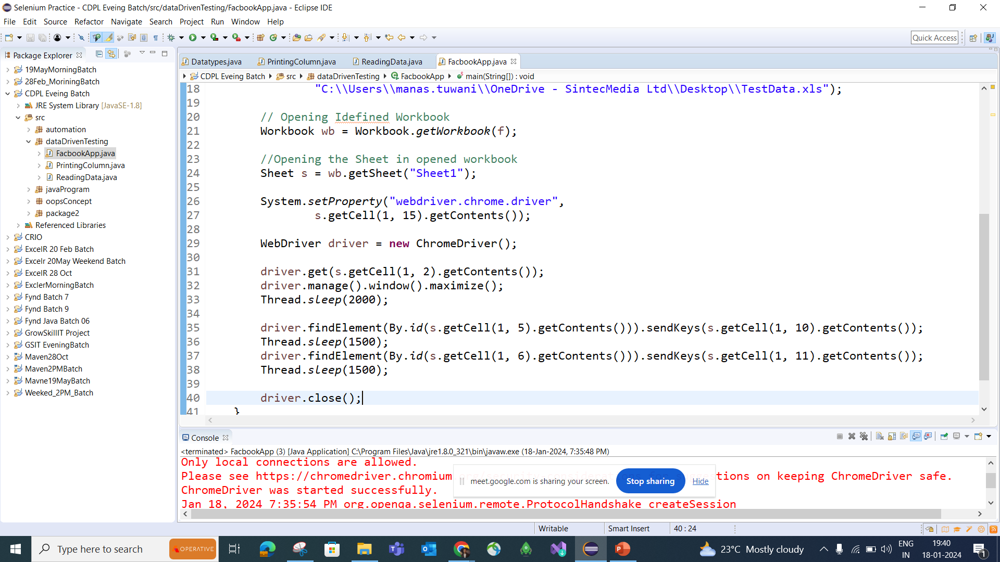 Selenium Practice - CDPL Eveing Batch/src/dataDrivenTesting/FacbookApp.java - Eclipse IDE
File Edit Source Refactor Navigate Search Project Run Window Help
Quick Access
Package Explorer
19MayMorningBatch
28Feb_MoriningBatch
CDPL Eveing Batch
JRE System Library [JavaSE-1.8]
src
automation
dataDrivenTesting
FacbookApp.java
PrintingColumn.java
ReadingData.java
javaProgram
oopsConcept
package2
Referenced Libraries
CRIO
ExcelR 20 Feb Batch
Excelr 20May Weekend Batch
ExcelR 28 Oct
ExclerMorningBatch
Fynd Batch 7
Fynd Batch 9
Fynd Java Batch 06
GrowSkillIT Project
GSIT EveningBatch
Maven28Oct
Maven2PMBatch
Mavne19MayBatch
Weeked_2PM_Batch
Datatypes.java PrintingColumn.java ReadingData.java FacbookApp.java
CDPL Eveing Batch src dataDrivenTesting FacbookApp main(String[]) : void
18 "C:\\Users\\manas.tuwani\\OneDrive - SintecMedia Ltd\\Desktop\\TestData.xls");
19
20 // Opening Idefined Workbook
21 Workbook wb = Workbook.getWorkbook(f);
22
23 //Opening the Sheet in opened workbook
24 Sheet s = wb.getSheet("Sheet1");
25
26 System.setProperty("webdriver.chrome.driver",
27 s.getCell(1, 15).getContents());
28
29 WebDriver driver = new ChromeDriver();
30
31 driver.get(s.getCell(1, 2).getContents());
32 driver.manage().window().maximize();
33 Thread.sleep(2000);
34
35 driver.findElement(By.id(s.getCell(1, 5).getContents())).sendKeys(s.getCell(1, 10).getContents());
36 Thread.sleep(1500);
37 driver.findElement(By.id(s.getCell(1, 6).getContents())).sendKeys(s.getCell(1, 11).getContents());
38 Thread.sleep(1500);
39
40 driver.close();
41 }
Console
<terminated> FacbookApp (3) [Java Application] C:\Program Files\Java\jre1.8.0_321\bin\javaw.exe (18-Jan-2024, 7:35:48 PM)
Only local connections are allowed.
Please see https://chromedriver.chromium stions on keeping ChromeDriver safe.
ChromeDriver was started successfully.
Jan 18, 2024 7:35:54 PM org.openqa.selenium.remote.ProtocolHandshake createSession
meet.google.com is sharing your screen. Stop sharing Hide
Writable Smart Insert 40 : 24
Type here to search OPERATIVE 23°C Mostly cloudy ENG IN 19:40 18-01-2024 1